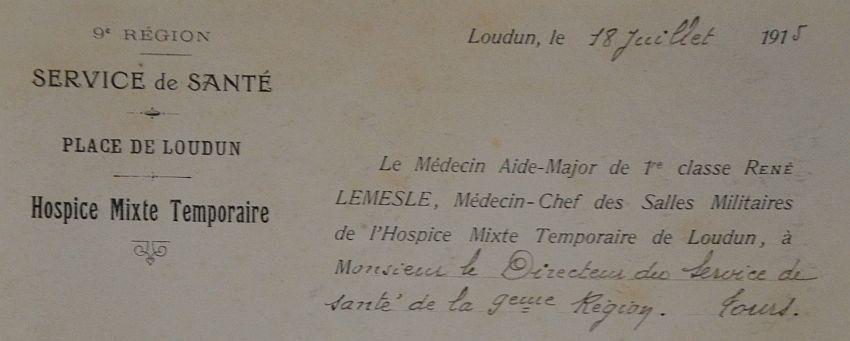 9e RÉGION
SERVICE de SANTÉ
PLACE DE LOUDUN
Hospice Mixte Temporaire
Loudun, le 18 Juillet 1915
Le Médecin Aide-Major de 1re classe RENÉ
LEMESLE, Médecin-Chef des Salles Militaires
de l'Hospice Mixte Temporaire de Loudun, à
Monsieur le Directeur du Service de
santé de la 9eme Région. Tours.